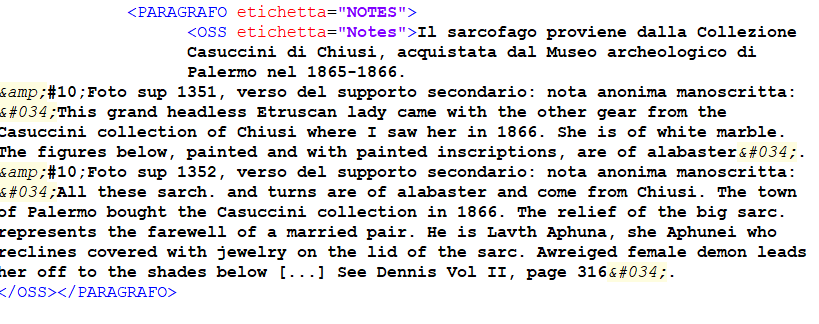 <PARAGRAFO etichetta="NOTES">
<OSS etichetta="Notes">Il sarcofago proviene dalla Collezione
Casuccini di Chiusi, acquistata dal Museo archeologico di
Palermo nel 1865-1866.
&amp;#10;Foto sup 1351, verso del supporto secondario: nota anonima manoscritta:
&#034;This grand headless Etruscan lady came with the other gear from the
Casuccini collection of Chiusi where I saw her in 1866. She is of white marble.
The figures below, painted and with painted inscriptions, are of alabaster&#034;.
&amp;#10;Foto sup 1352, verso del supporto secondario: nota anonima manoscritta:
&#034;All these sarch. and turns are of alabaster and come from Chiusi. The town
of Palermo bought the Casuccini collection in 1866. The relief of the big sarc.
represents the farewell of a married pair. He is Lavth Aphuna, she Aphunei who
reclines covered with jewelry on the lid of the sarc. Awreiged female demon leads
her off to the shades below [...] See Dennis Vol II, page 316&#034;.
</OSS></PARAGRAFO>